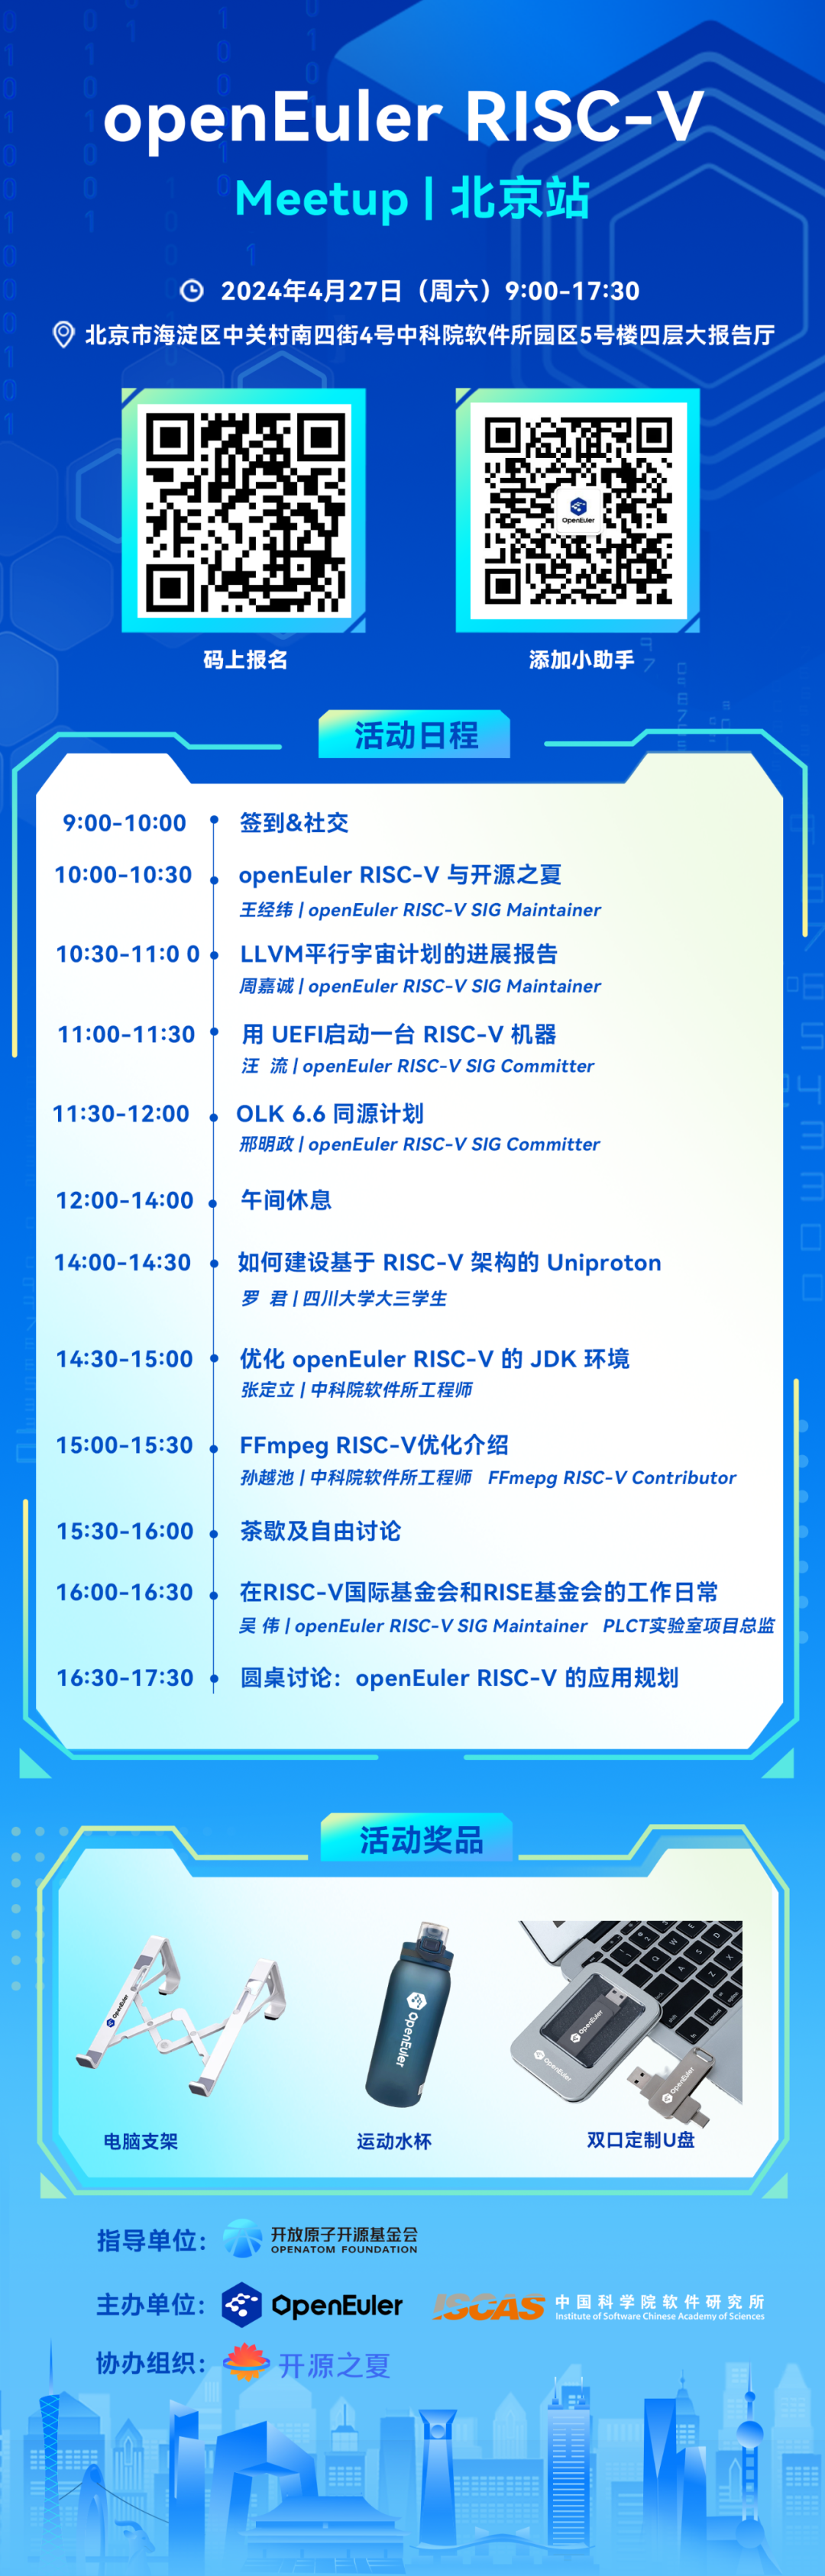 openEuler RISC-V
Meetup | 北京站
2024年4月27日（周六）9:00-17:30
北京市海淀区中关村南四街4号中科院软件所园区5号楼四层大报告厅
OpenEuler
码上报名
添加小助手
活动日程
9:00-10:00 签到&社交
10:00-10:30 openEuler RISC-V 与开源之夏
王经纬 | openEuler RISC-V SIG Maintainer
10:30-11:0 0 LLVM平行宇宙计划的进展报告
周嘉诚 | openEuler RISC-V SIG Maintainer
11:00-11:30 用 UEFI启动一台 RISC-V 机器
汪 流 | openEuler RISC-V SIG Committer
11:30-12:00 OLK 6.6 同源计划
邢明政 | openEuler RISC-V SIG Committer
12:00-14:00 午间休息
14:00-14:30 如何建设基于 RISC-V 架构的 Uniproton
罗 君 | 四川大学大三学生
14:30-15:00 优化 openEuler RISC-V 的 JDK 环境
张定立 | 中科院软件所工程师
15:00-15:30 FFmpeg RISC-V优化介绍
孙越池 | 中科院软件所工程师 FFmepg RISC-V Contributor
15:30-16:00 茶歇及自由讨论
16:00-16:30 在RISC-V国际基金会和RISE基金会的工作日常
吴 伟 | openEuler RISC-V SIG Maintainer PLCT实验室项目总监
16:30-17:30 圆桌讨论：openEuler RISC-V 的应用规划
活动奖品
OpenEuler
OpenEuler
OpenEuler
OpenEuler
OpenEuler
电脑支架
运动水杯
双口定制U盘
指导单位：
开放原子开源基金会
OPENATOM FOUNDATION
主办单位：
OpenEuler
ISCAS
中国科学院软件研究所
Institute of Software Chinese Academy of Sciences
协办组织：
开源之夏